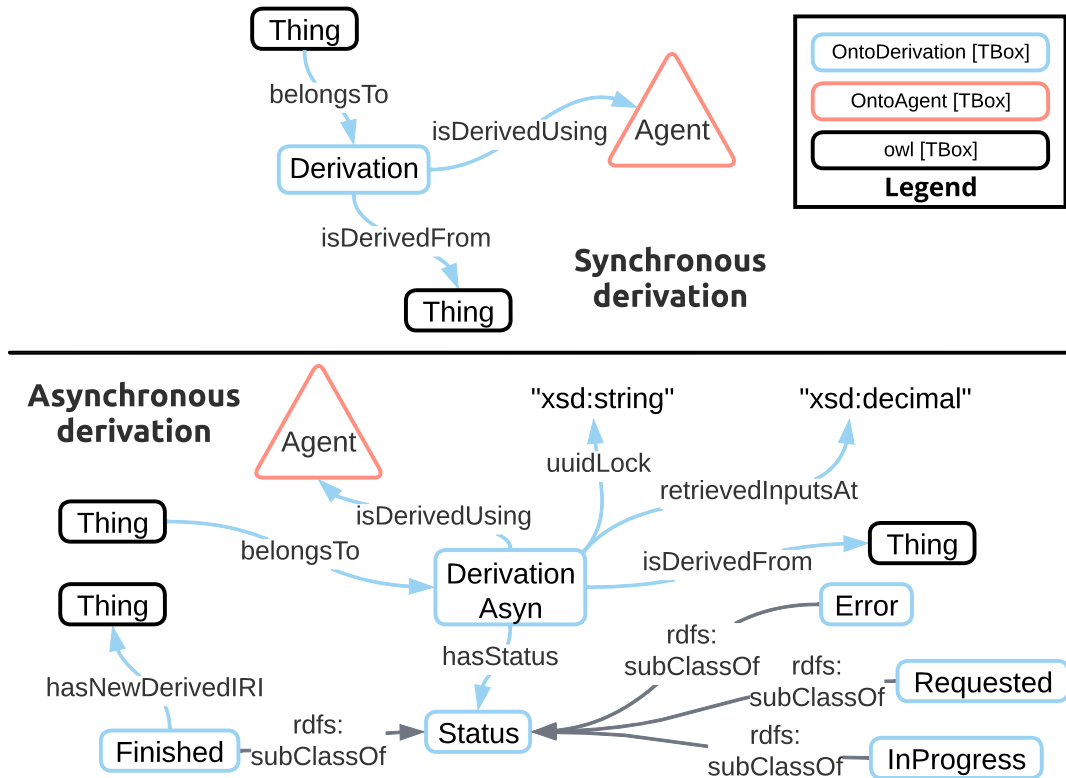 Thing
belongsTo
isDerivedUsing
Agent
Derivation
isDerivedFrom
Thing
Synchronous
derivation
OntoDerivation [TBox]
OntoAgent [TBox]
owl [TBox]
Legend
Asynchronous
derivation
Agent
"xsd:string"
"xsd:decimal"
uuidLock
retrievedInputsAt
Thing
isDerivedUsing
belongsTo
isDerivedFrom
Thing
Derivation
Asyn
Thing
Error
hasStatus
rdfs:
subClassOf
hasNewDerivedIRI
rdfs:
subClassOf
Requested
Finished
rdfs:
subClassOf
Status
rdfs:
subClassOf
InProgress